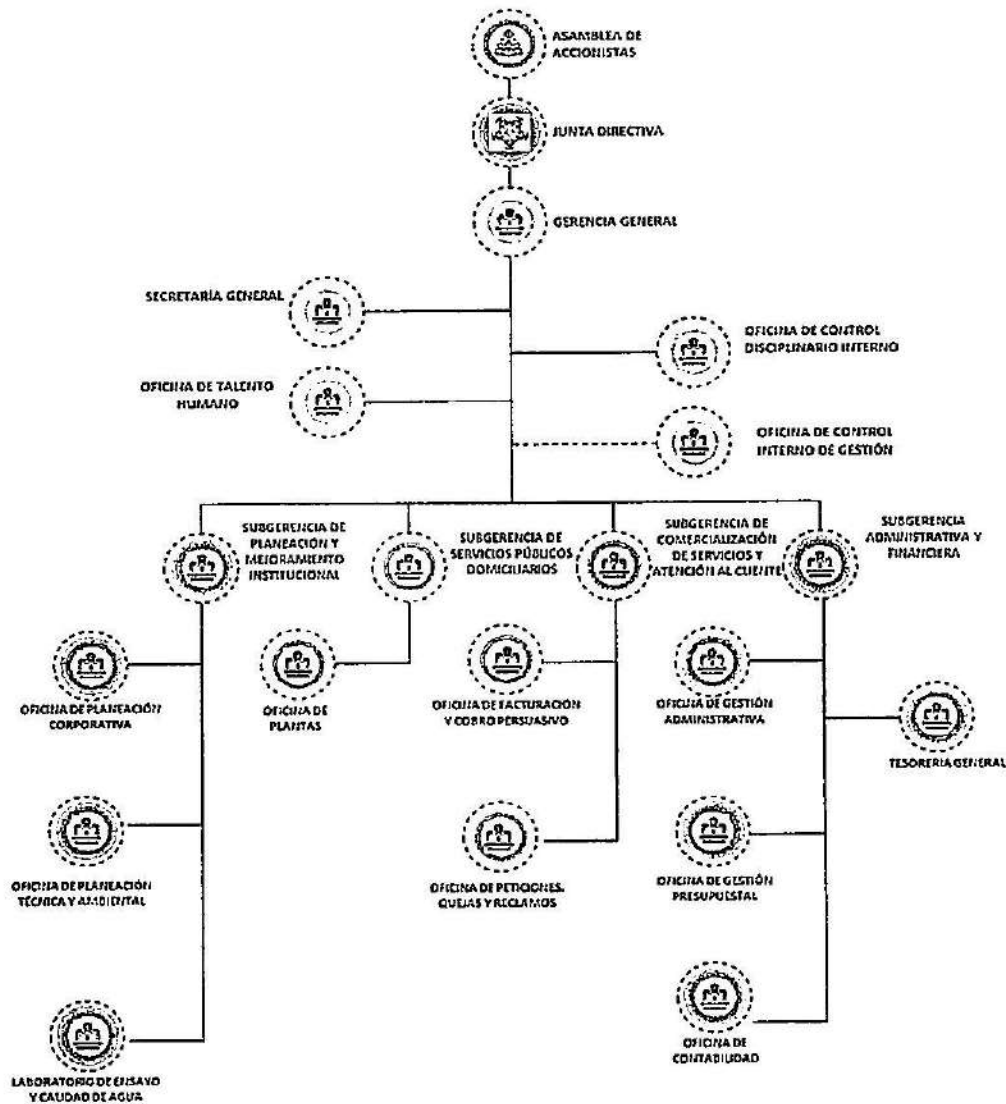 ASAMBLEA DE
ACCIONISTAS
JUNTA DIRECTIVA
GERENCIA GENERAL
SECRETARÍA GENERAL
OFICINA DE CONTROL
DISCIPLINARIO INTERNO
OFICINA DE TALENTO
HUMANO
OFICINA DE CONTROL
INTERNO DE GESTIÓN
SUBGERENCIA DE
PLANEACIÓN Y
MEJORAMIENTO
INSTITUCIONAL
SUBGERENCIA DE
SERVICIOS PÚBLICOS
DOMICILIARIOS
SUBGERENCIA DE
COMERCIALIZACIÓN
DE SERVICIOS Y
ATENCIÓN AL CLIENTE
SUBGERENCIA
ADMINISTRATIVA Y
FINANCIERA
OFICINA DE PLANEACIÓN
CORPORATIVA
OFICINA DE
PLANTAS
OFICINA DE FACTURACIÓN
Y COBRO PERSUASIVO
OFICINA DE GESTIÓN
ADMINISTRATIVA
TESORERIA GENERAL
OFICINA DE PLANEACIÓN
TÉCNICA Y AMBIENTAL
OFICINA DE PETICIONES,
QUEJAS Y RECLAMOS
OFICINA DE GESTIÓN
PRESUPUESTAL
LABORATORIO DE ENSAYO
Y CALIDAD DE AGUA
OFICINA DE
CONTABILIDAD